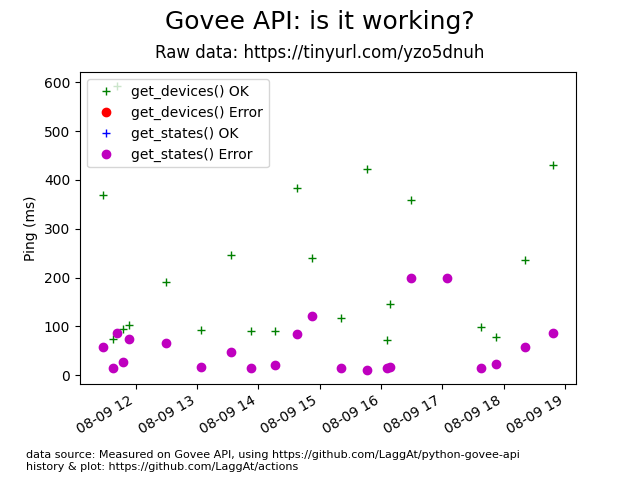 Govee API: is it working?
Raw data: https://tinyurl.com/yzo5dnuh
600
500
400
300
200
100
0
Ping (ms)
get_devices() OK
get_devices() Error
get_states() OK
get_states() Error
08-09 12
08-09 13
08-09 14
08-09 15
08-09 16
08-09 17
08-09 18
08-09 19
data source: Measured on Govee API, using https://github.com/LaggAt/python-govee-api
history & plot: https://github.com/LaggAt/actions